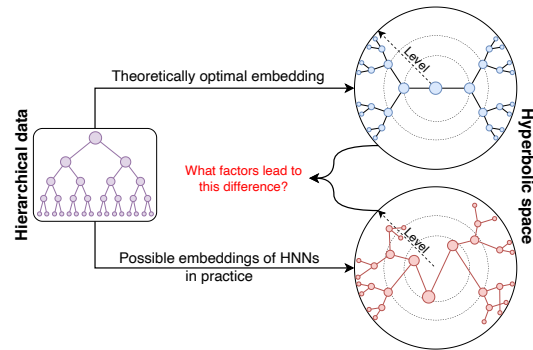 Hierarchical data
Theoretically optimal embedding
Level
What factors lead to
this difference?
Possible embeddings of HNNs
in practice
Level
Hyperbolic space